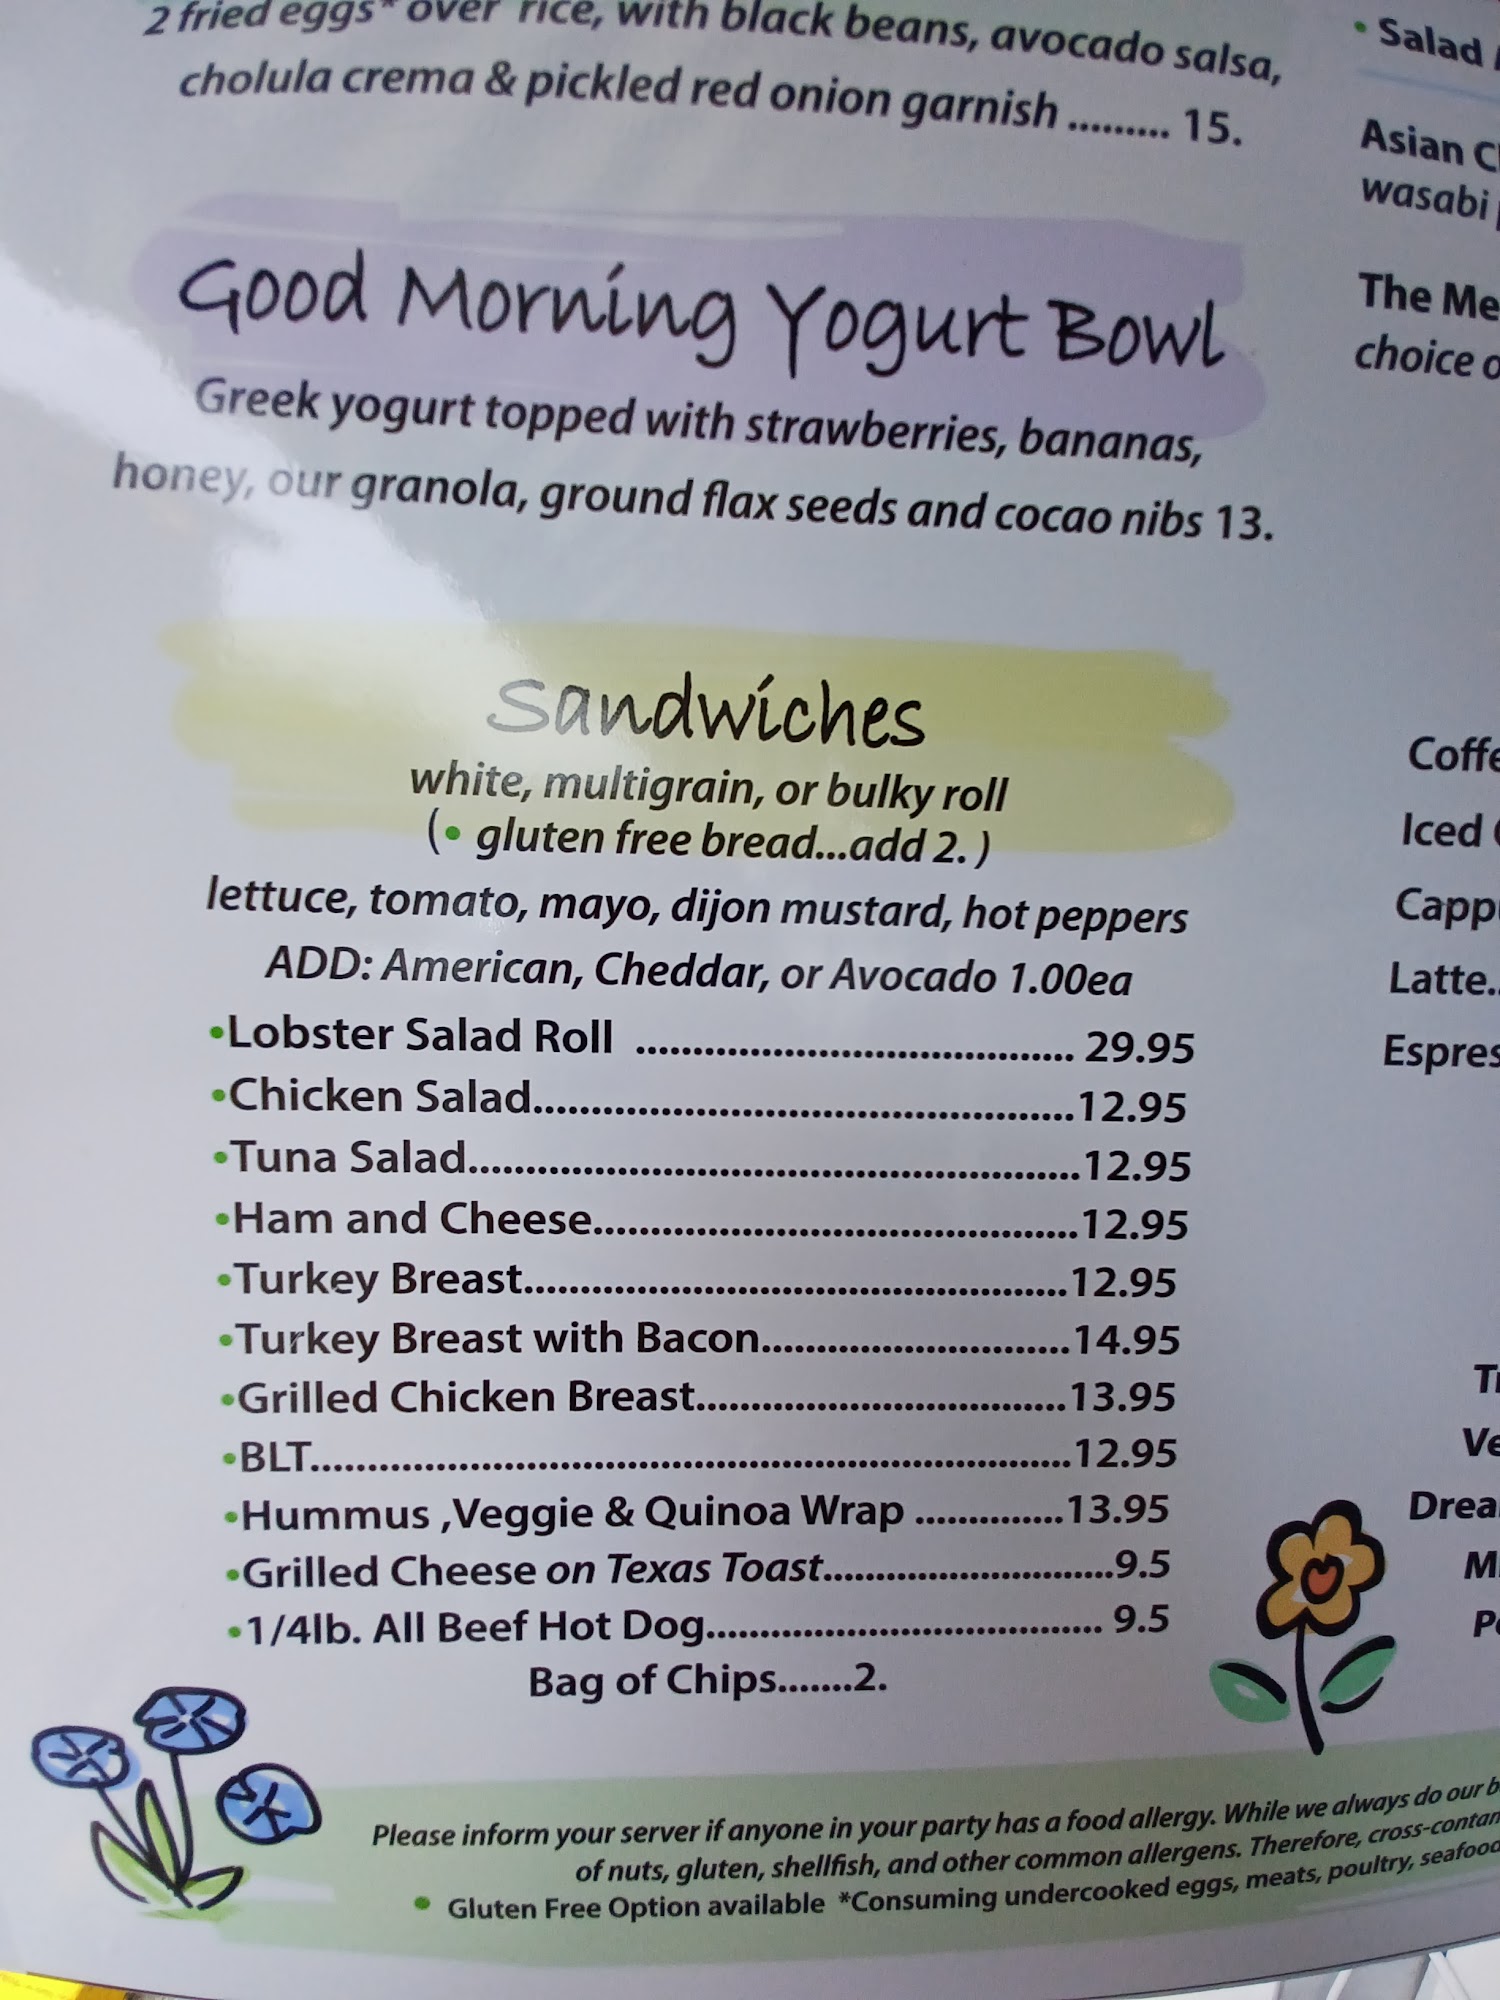 2 fried eggs* over rice, with black beans, avocado salsa,
cholula crema & pickled red onion garnish ......... 15.
Good Morning Yogurt Bowl
Greek yogurt topped with strawberries, bananas,
honey, our granola, ground flax seeds and cocao nibs 13.
Sandwiches
white, multigrain, or bulky roll
(• gluten free bread...add 2. )
lettuce, tomato, mayo, dijon mustard, hot peppers
ADD: American, Cheddar, or Avocado 1.00ea
•Lobster Salad Roll ....................................... 29.95
•Chicken Salad................................................12.95
•Tuna Salad......................................................12.95
•Ham and Cheese...........................................12.95
•Turkey Breast................................................12.95
•Turkey Breast with Bacon...........................14.95
•Grilled Chicken Breast.................................13.95
•BLT...................................................................12.95
•Hummus ,Veggie & Quinoa Wrap .............13.95
•Grilled Cheese on Texas Toast..........................9.5
•1/4lb. All Beef Hot Dog................................... 9.5
Bag of Chips.......2.
Please inform your server if anyone in your party has a food allergy. While we always do our b
of nuts, gluten, shellfish, and other common allergens. Therefore, cross-contam
• Gluten Free Option available *Consuming undercooked eggs, meats, poultry, seafood
• Salad
Asian C
wasabi
The Me
choice o
Coffe
Iced
Capp
Latte..
Espres
T
Ve
Drea
M
P